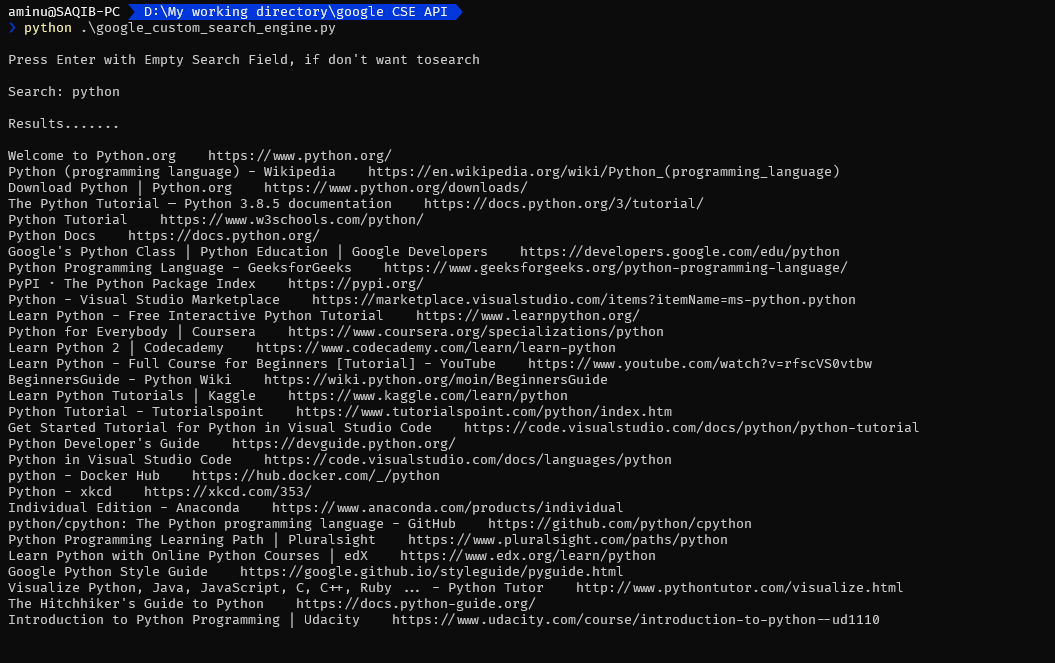 aminu@SAQIB-PC D:\My working directory\google CSE API
❯ python .\google_custom_search_engine.py
Press Enter with Empty Search Field, if don't want tosearch
Search: python
Results.......
Welcome to Python.org    https://www.python.org/
Python (programming language) - Wikipedia    https://en.wikipedia.org/wiki/Python_(programming_language)
Download Python | Python.org    https://www.python.org/downloads/
The Python Tutorial — Python 3.8.5 documentation    https://docs.python.org/3/tutorial/
Python Tutorial    https://www.w3schools.com/python/
Python Docs    https://docs.python.org/
Google's Python Class | Python Education | Google Developers    https://developers.google.com/edu/python
Python Programming Language - GeeksforGeeks    https://www.geeksforgeeks.org/python-programming-language/
PyPI · The Python Package Index    https://pypi.org/
Python - Visual Studio Marketplace    https://marketplace.visualstudio.com/items?itemName=ms-python.python
Learn Python - Free Interactive Python Tutorial    https://www.learnpython.org/
Python for Everybody | Coursera    https://www.coursera.org/specializations/python
Learn Python 2 | Codecademy    https://www.codecademy.com/learn/learn-python
Learn Python - Full Course for Beginners [Tutorial] - YouTube    https://www.youtube.com/watch?v=rfscVS0vtbw
BeginnersGuide - Python Wiki    https://wiki.python.org/moin/BeginnersGuide
Learn Python Tutorials | Kaggle    https://www.kaggle.com/learn/python
Python Tutorial - Tutorialspoint    https://www.tutorialspoint.com/python/index.htm
Get Started Tutorial for Python in Visual Studio Code    https://code.visualstudio.com/docs/python/python-tutorial
Python Developer's Guide    https://devguide.python.org/
Python in Visual Studio Code    https://code.visualstudio.com/docs/languages/python
python - Docker Hub    https://hub.docker.com/_/python
Python - xkcd    https://xkcd.com/353/
Individual Edition - Anaconda    https://www.anaconda.com/products/individual
python/cpython: The Python programming language - GitHub    https://github.com/python/cpython
Python Programming Learning Path | Pluralsight    https://www.pluralsight.com/paths/python
Learn Python with Online Python Courses | edX    https://www.edx.org/learn/python
Google Python Style Guide    https://google.github.io/styleguide/pyguide.html
Visualize Python, Java, JavaScript, C, C++, Ruby ... - Python Tutor    http://www.pythontutor.com/visualize.html
The Hitchhiker's Guide to Python    https://docs.python-guide.org/
Introduction to Python Programming | Udacity    https://www.udacity.com/course/introduction-to-python--ud1110